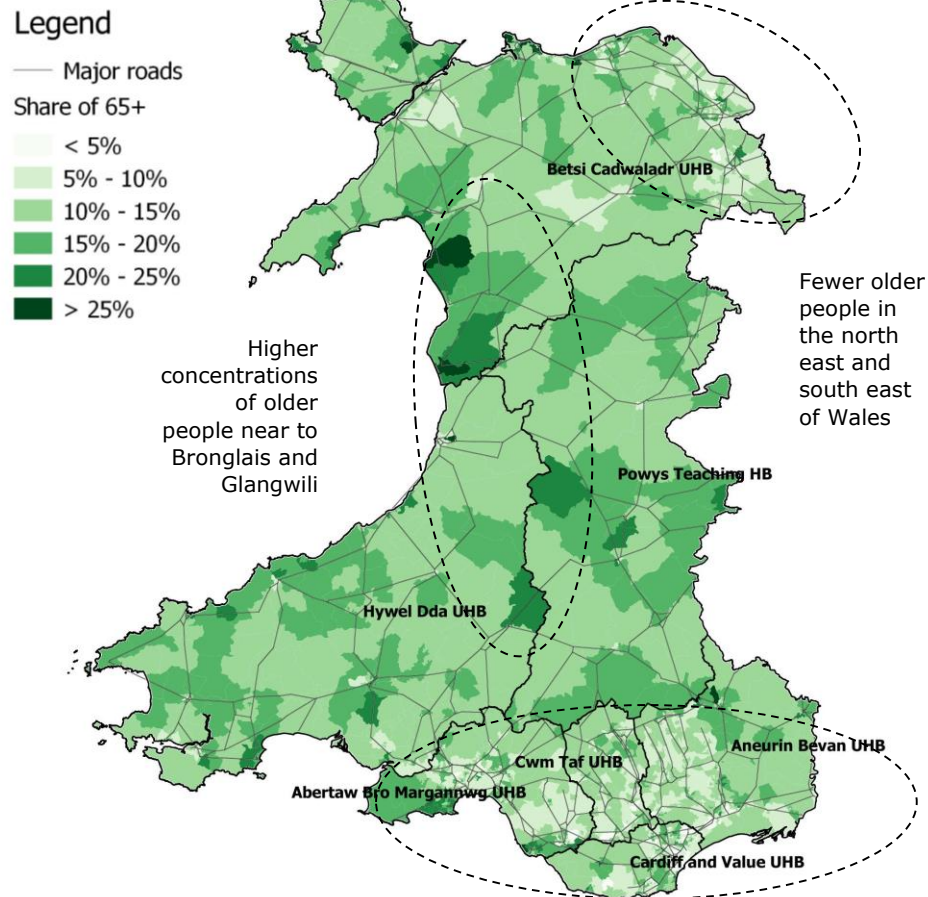 Legend
Major roads
Share of 65+
< 5%
5% - 10%
10% - 15%
15% - 20%
20% - 25%
> 25%
Betsi Cadwaladr UHB
Fewer older
people in
the north
east and
south east
of Wales
Higher
concentrations
of older
people near to
Bronglais and
Glangwili
Powys Teaching HB
Hywel Dda UHB
Aneurin Bevan UHB
Cwm Taf UHB
Abertaw Bro Margannwg UHB
Cardiff and Value UHB